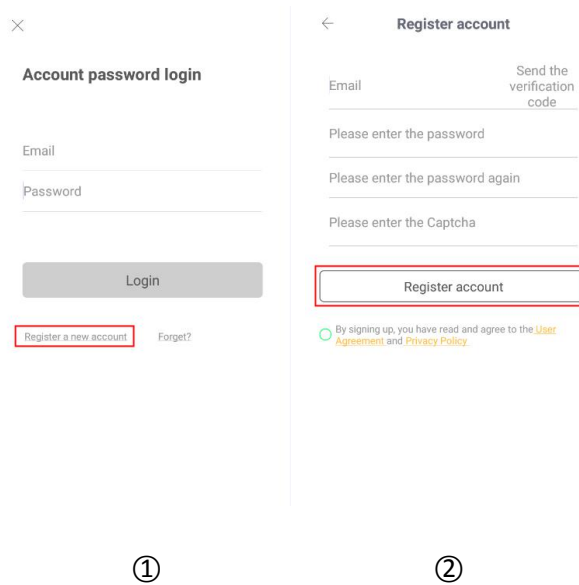 Account password login
Email
Password
Login
Register a new account
Forget?
Register account
Email
Send the
verification
code
Please enter the password
Please enter the password again
Please enter the Captcha
Register account
By signing up, you have read and agree to the User
Agreement and Privacy Policy
①
②